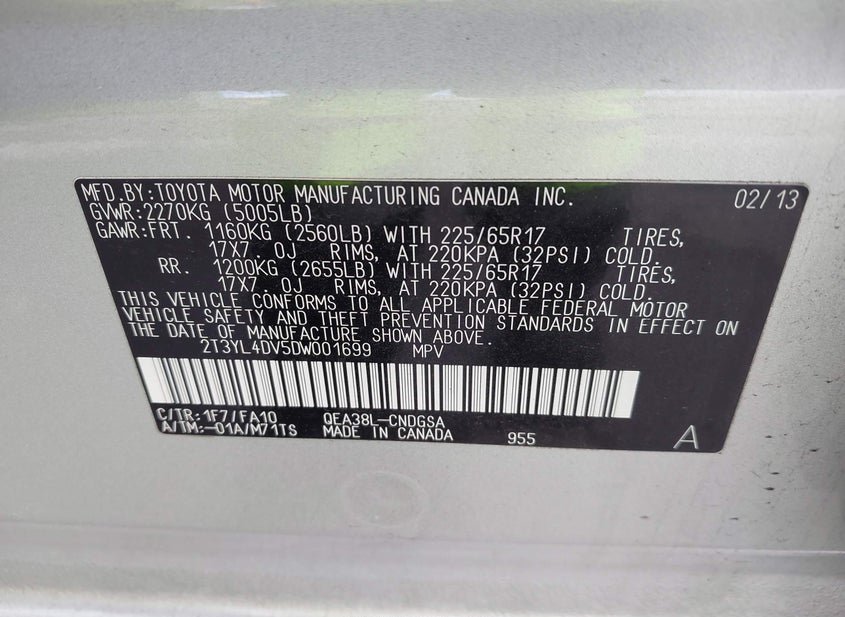 MFD.BY:TOYOTA MOTOR MANUFACTURING CANADA INC. 02/13
GVWR:2270KG (5005LB)
GAWR:FRT. 1160KG (2560LB) WITH 225/65R17 TIRES,
17X7.0J RIMS, AT 220KPA (32PSI) COLD.
RR. 1200KG (2655LB) WITH 225/65R17 TIRES,
17X7.0J RIMS, AT 220KPA (32PSI) COLD.
THIS VEHICLE CONFORMS TO ALL APPLICABLE FEDERAL MOTOR
VEHICLE SAFETY AND THEFT PREVENTION STANDARDS IN EFFECT ON
THE DATE OF MANUFACTURE SHOWN ABOVE.
2T3YL4DV5DW001699 MPV
C/TR:1F7/FA10 QEA38L-CNDGSA
A/TM:-01A/M71TS MADE IN CANADA 955 A